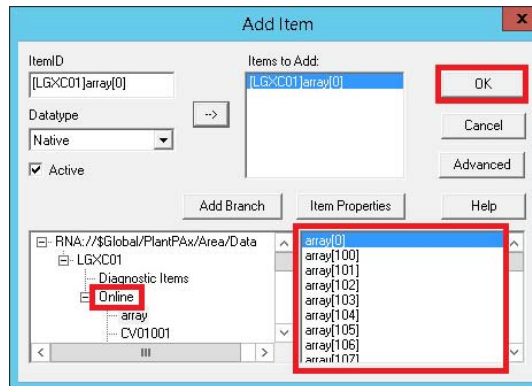 Add Item
x
ItemID
[LGXC01]array[0]
Items to Add:
[LGXC01]array[0]
OK
Datatype
Native
-->
Cancel
Active
Advanced
Add Branch
Item Properties
Help
RNA://$Global/PlantPAx/Area/Data
LGXC01
Diagnostic Items
Online
array
CV01001
array[0]
array[100]
array[101]
array[102]
array[103]
array[104]
array[105]
array[106]
array[107]